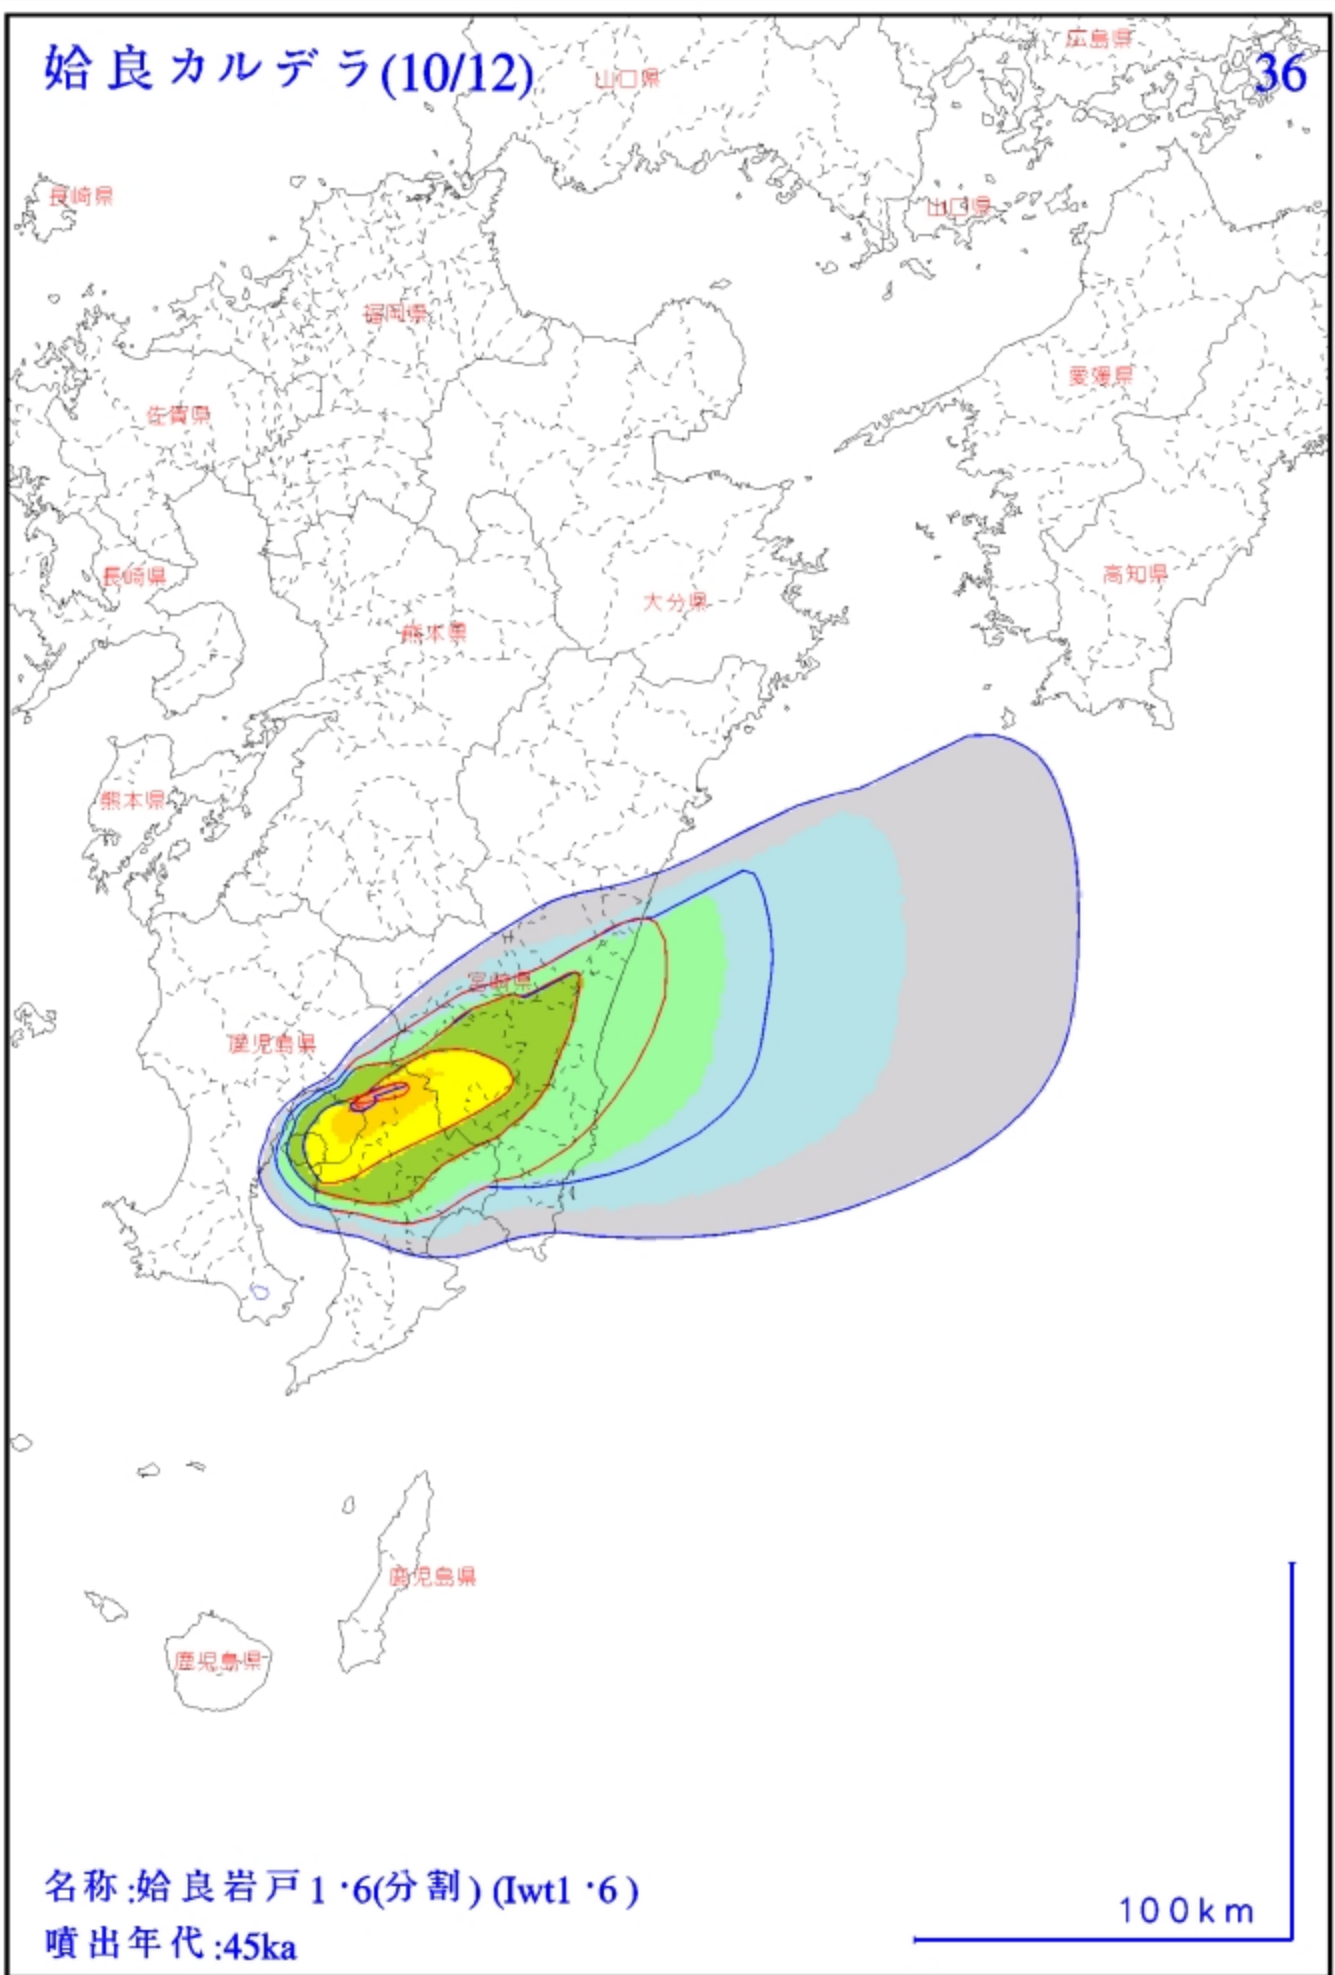 姶良カルデラ(10/12)
36
広島県
山口県
長崎県
山口県
福岡県
愛媛県
佐賀県
高知県
長崎県
大分県
熊本県
熊本県
宮崎県
鹿児島県
鹿児島県
鹿児島県
名称:姶良岩戸1・6(分割) (Iwt1・6)
100km
噴出年代:45ka